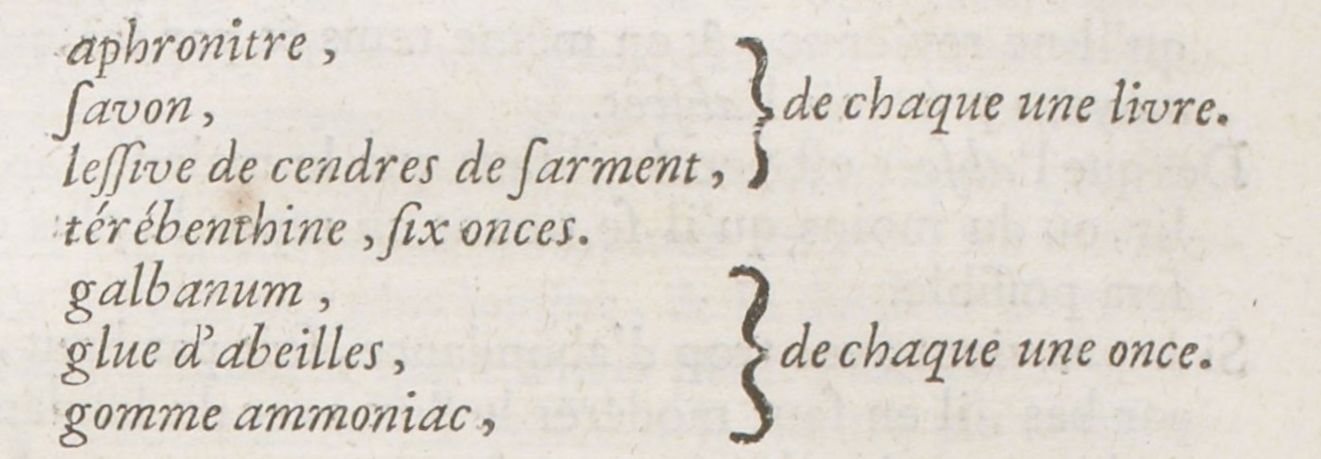 aphronitre,
ſavon,
de chaque une livre.
leſſive de cendres de ſarment,
térébenthine, ſix onces.
galbanum,
glue d'abeilles,
de chaque une once.
gomme ammoniac,